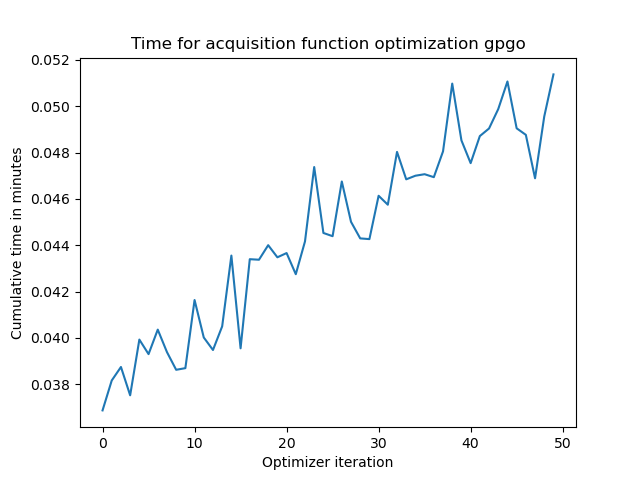 Time for acquisition function optimization gpgo
0.052
0.050
0.048
0.046
0.044
0.042
0.040
0.038
Cumulative time in minutes
0 10 20 30 40 50
Optimizer iteration